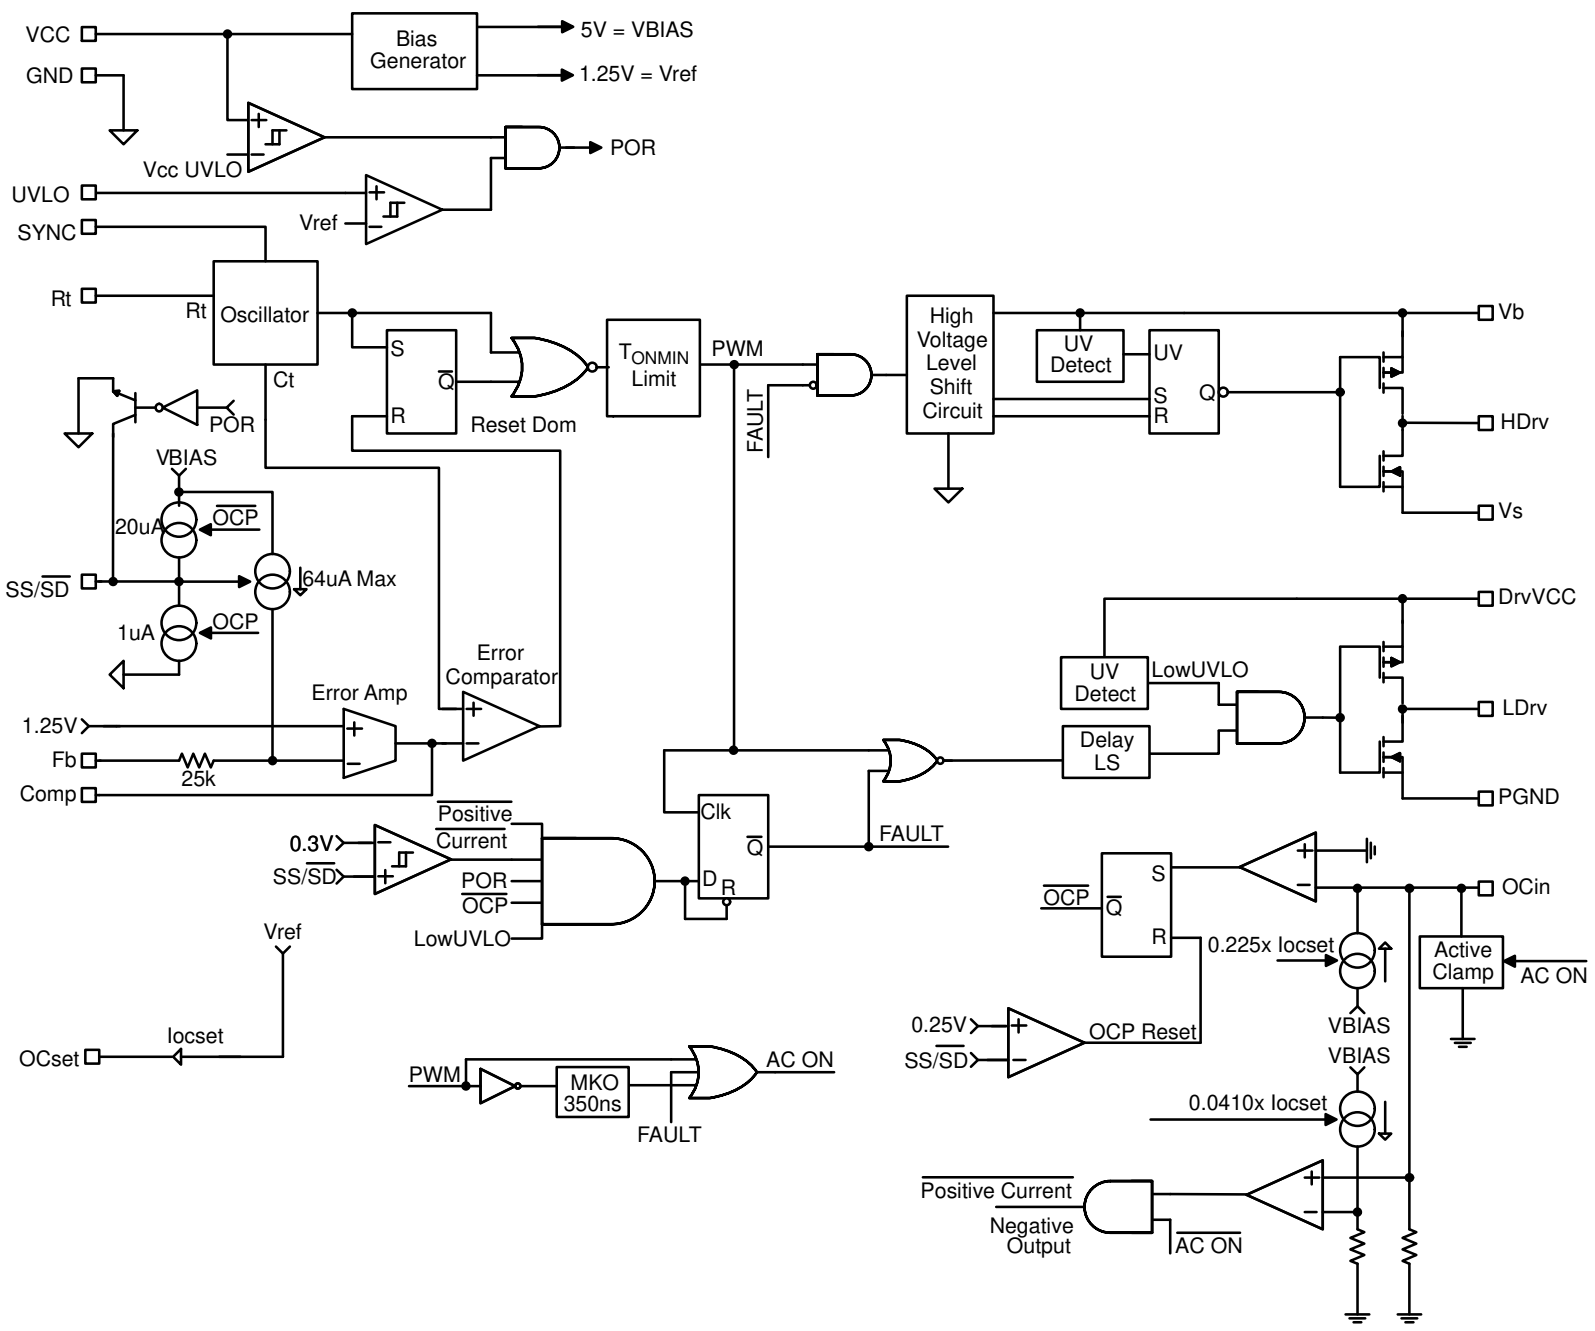 VCC
Bias
Generator
5V = VBIAS
GND
1.25V = Vref
+
−
Vcc UVLO
POR
UVLO
+
Vref
−
SYNC
Rt
Rt
Oscillator
Ct
S
Q
R
Reset Dom
TONMIN
Limit
PWM
FAULT
High
Voltage
Level
Shift
Circuit
UV
Detect
UV
S
R
Q
Vb
HDrv
Vs
POR
VBIAS
20uA
OCP
SS/SD
64uA Max
1uA
OCP
Error
Comparator
Error Amp
+
−
1.25V
+
−
Fb
25k
Comp
UV
Detect
LowUVLO
Delay
LS
DrvVCC
LDrv
PGND
Positive
Current
0.3V
−
SS/SD
+
POR
OCP
LowUVLO
Clk
Q
D
R
FAULT
OCP
S
Q
R
+
−
OCin
0.225x Iocset
Active
Clamp
AC ON
VBIAS
Vref
Iocset
OCset
0.25V
+
SS/SD
−
OCP Reset
VBIAS
PWM
MKO
350ns
FAULT
AC ON
0.0410x Iocset
Positive Current
Negative
Output
AC ON
+
−